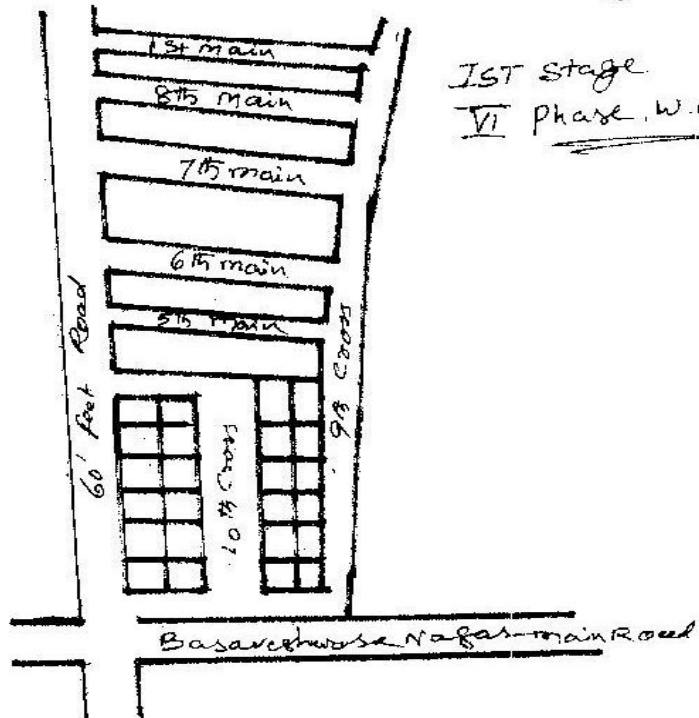 IST Stage
VI Phase. W.
1st main
8th main
7th main
6th main
5th main
60' feet Road
9th Cross
10th Cross
Basaveshwara Nagar main Road